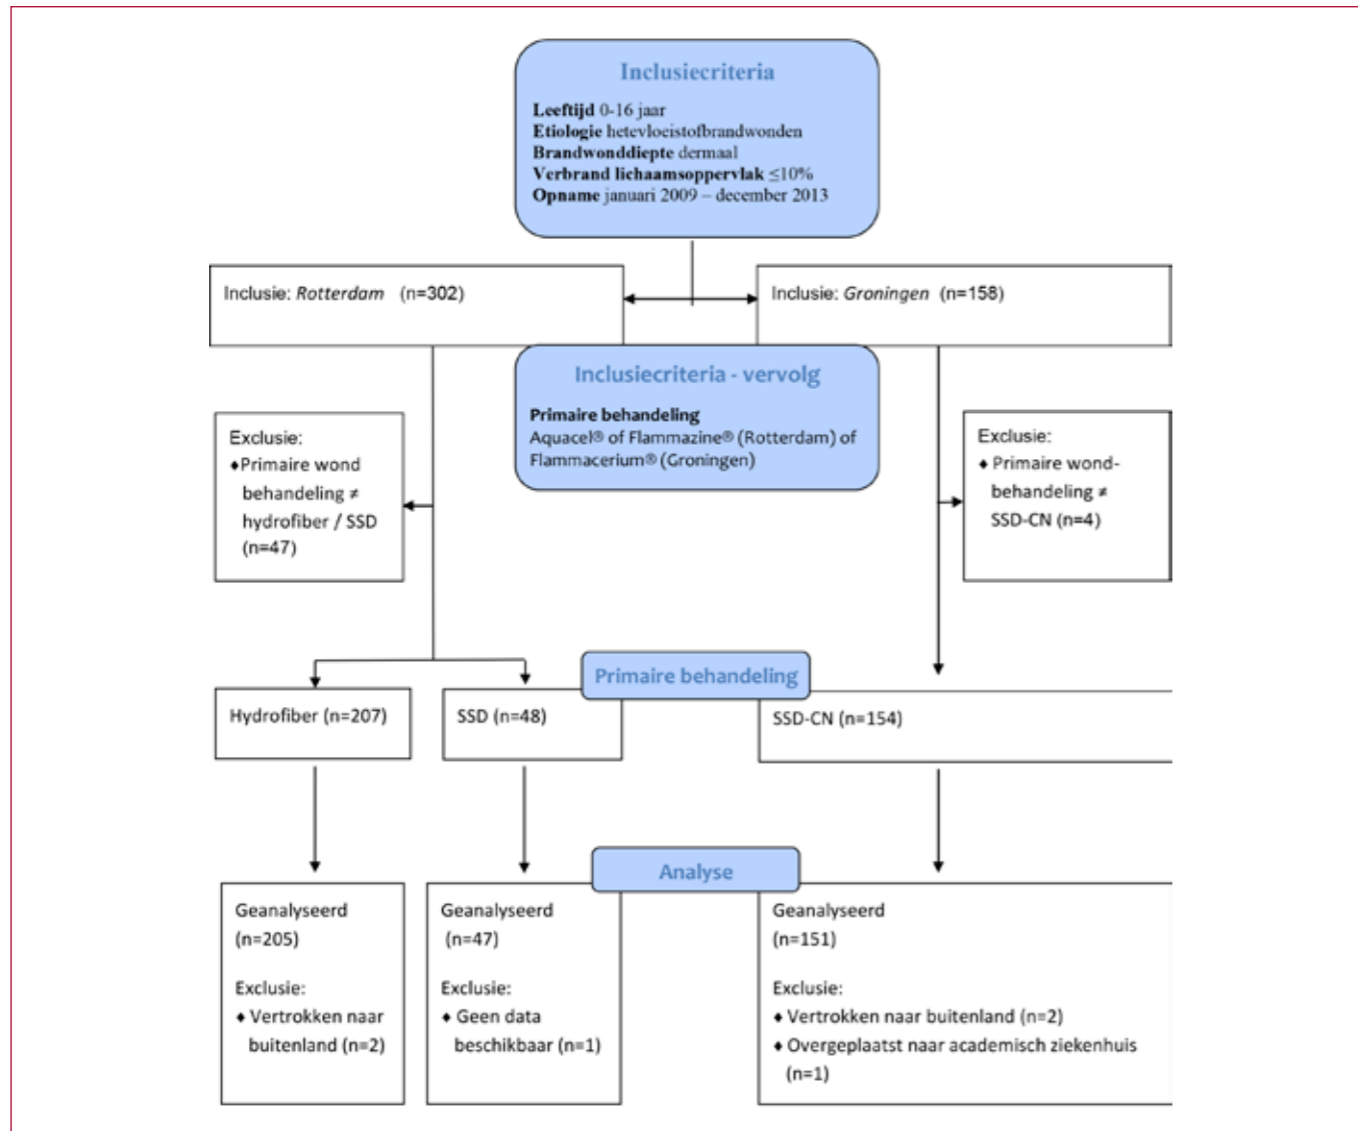 Inclusiecriteria
Leeftijd 0-16 jaar
Etiologie hetevloeistofbrandwonden
Brandwonddiepte dermaal
Verbrand lichaamsoppervlak ≤10%
Opname januari 2009 – december 2013
Inclusie: Rotterdam (n=302)
Inclusie: Groningen (n=158)
Inclusiecriteria - vervolg
Primaire behandeling
Aquacel® of Flammazine® (Rotterdam) of
Flammacerium® (Groningen)
Exclusie:
♦Primaire wond
behandeling ≠
hydrofiber / SSD
(n=47)
Exclusie:
♦ Primaire wond-
behandeling ≠
SSD-CN (n=4)
Primaire behandeling
Hydrofiber (n=207)
SSD (n=48)
SSD-CN (n=154)
Analyse
Geanalyseerd
(n=205)
Exclusie:
♦ Vertrokken naar
buitenland (n=2)
Geanalyseerd
(n=47)
Exclusie:
♦ Geen data
beschikbaar (n=1)
Geanalyseerd
(n=151)
Exclusie:
♦ Vertrokken naar buitenland (n=2)
♦ Overgeplaatst naar academisch ziekenhuis
(n=1)